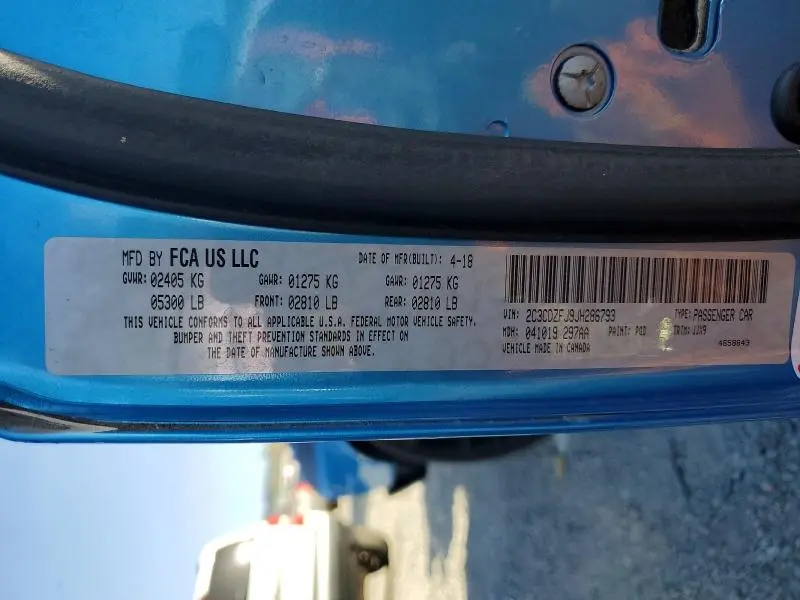 MFD BY FCA US LLC
DATE OF MFR(BUILT): 4-18
GVWR: 02405 KG GAWR: 01275 KG GAWR: 01275 KG
05300 LB FRONT: 02810 LB REAR: 02810 LB
THIS VEHICLE CONFORMS TO ALL APPLICABLE U.S.A. FEDERAL MOTOR VEHICLE SAFETY,
BUMPER AND THEFT PREVENTION STANDARDS IN EFFECT ON
THE DATE OF MANUFACTURE SHOWN ABOVE.
VIN: 2C3CDZFJ9JH286793 TYPE: PASSENGER CAR
MDH: 041019 297AA PAINT: PQD TRIM: JJX9
VEHICLE MADE IN CANADA 4658843